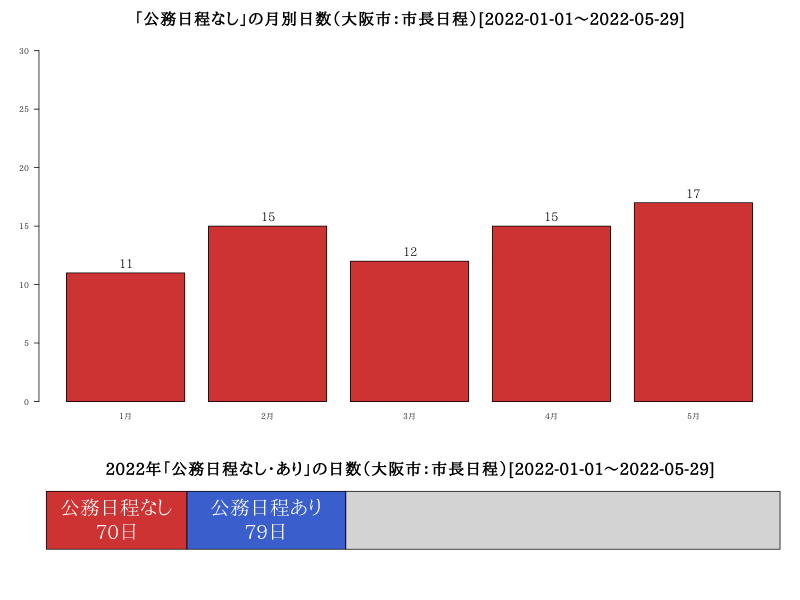 「公務日程なし」の月別日数(大阪市:市長日程)[2022-01-01〜2022-05-29]
30
25
20
15
10
5
0
11
15
12
15
17
1月
2月
3月
4月
5月
2022年「公務日程なし・あり」の日数(大阪市:市長日程)[2022-01-01〜2022-05-29]
公務日程なし
70日
公務日程あり
79日